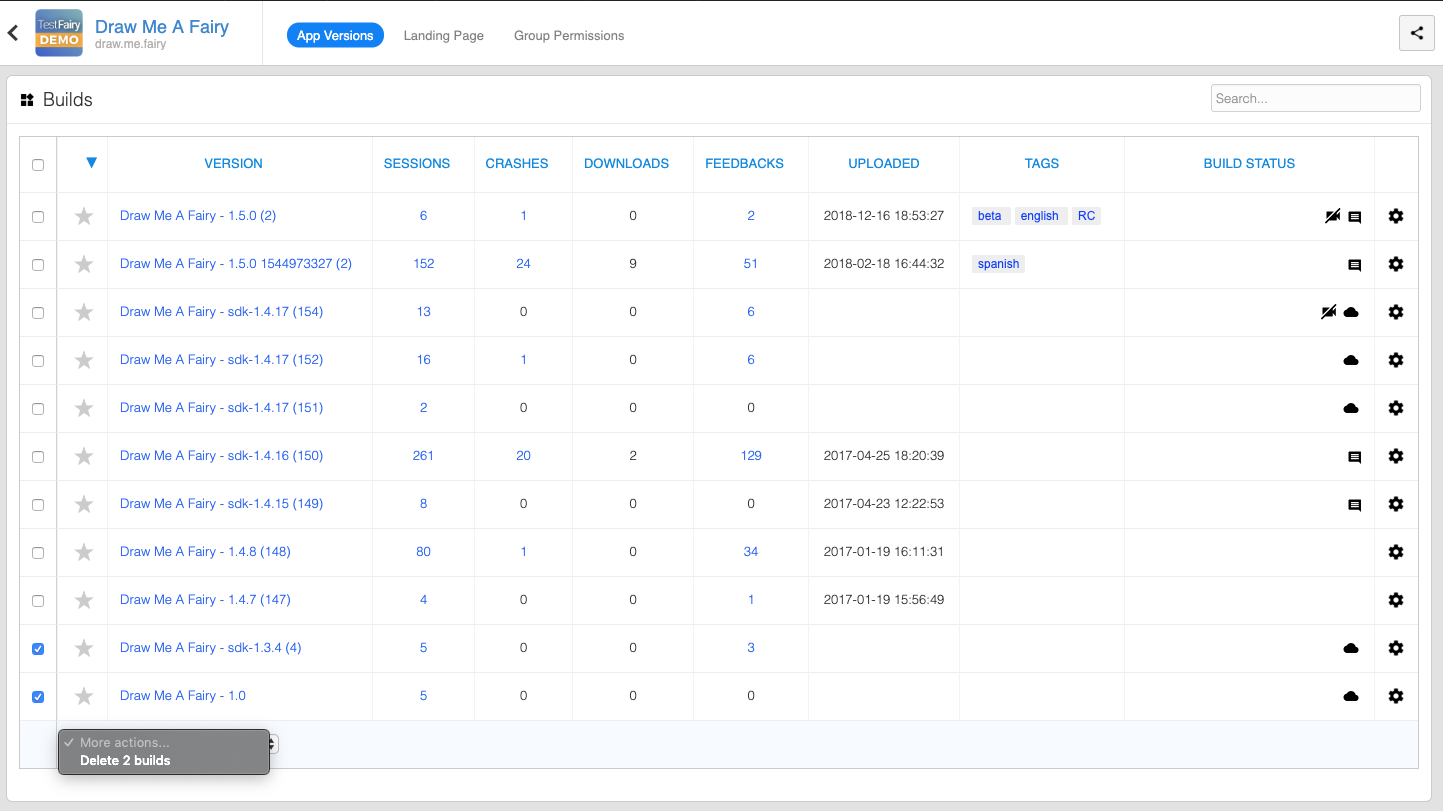 TestFairy
DEMO
Draw Me A Fairy
draw.me.fairy
App Versions Landing Page Group Permissions
Builds
Search...
VERSION SESSIONS CRASHES DOWNLOADS FEEDBACKS UPLOADED TAGS BUILD STATUS
Draw Me A Fairy - 1.5.0 (2) 6 1 0 2 2018-12-16 18:53:27 beta english RC
Draw Me A Fairy - 1.5.0 1544973327 (2) 152 24 9 51 2018-02-18 16:44:32 spanish
Draw Me A Fairy - sdk-1.4.17 (154) 13 0 0 6
Draw Me A Fairy - sdk-1.4.17 (152) 16 1 0 6
Draw Me A Fairy - sdk-1.4.17 (151) 2 0 0 0
Draw Me A Fairy - sdk-1.4.16 (150) 261 20 2 129 2017-04-25 18:20:39
Draw Me A Fairy - sdk-1.4.15 (149) 8 0 0 0 2017-04-23 12:22:53
Draw Me A Fairy - 1.4.8 (148) 80 1 0 34 2017-01-19 16:11:31
Draw Me A Fairy - 1.4.7 (147) 4 0 0 1 2017-01-19 15:56:49
Draw Me A Fairy - sdk-1.3.4 (4) 5 0 0 3
Draw Me A Fairy - 1.0 5 0 0 0
More actions...
Delete 2 builds